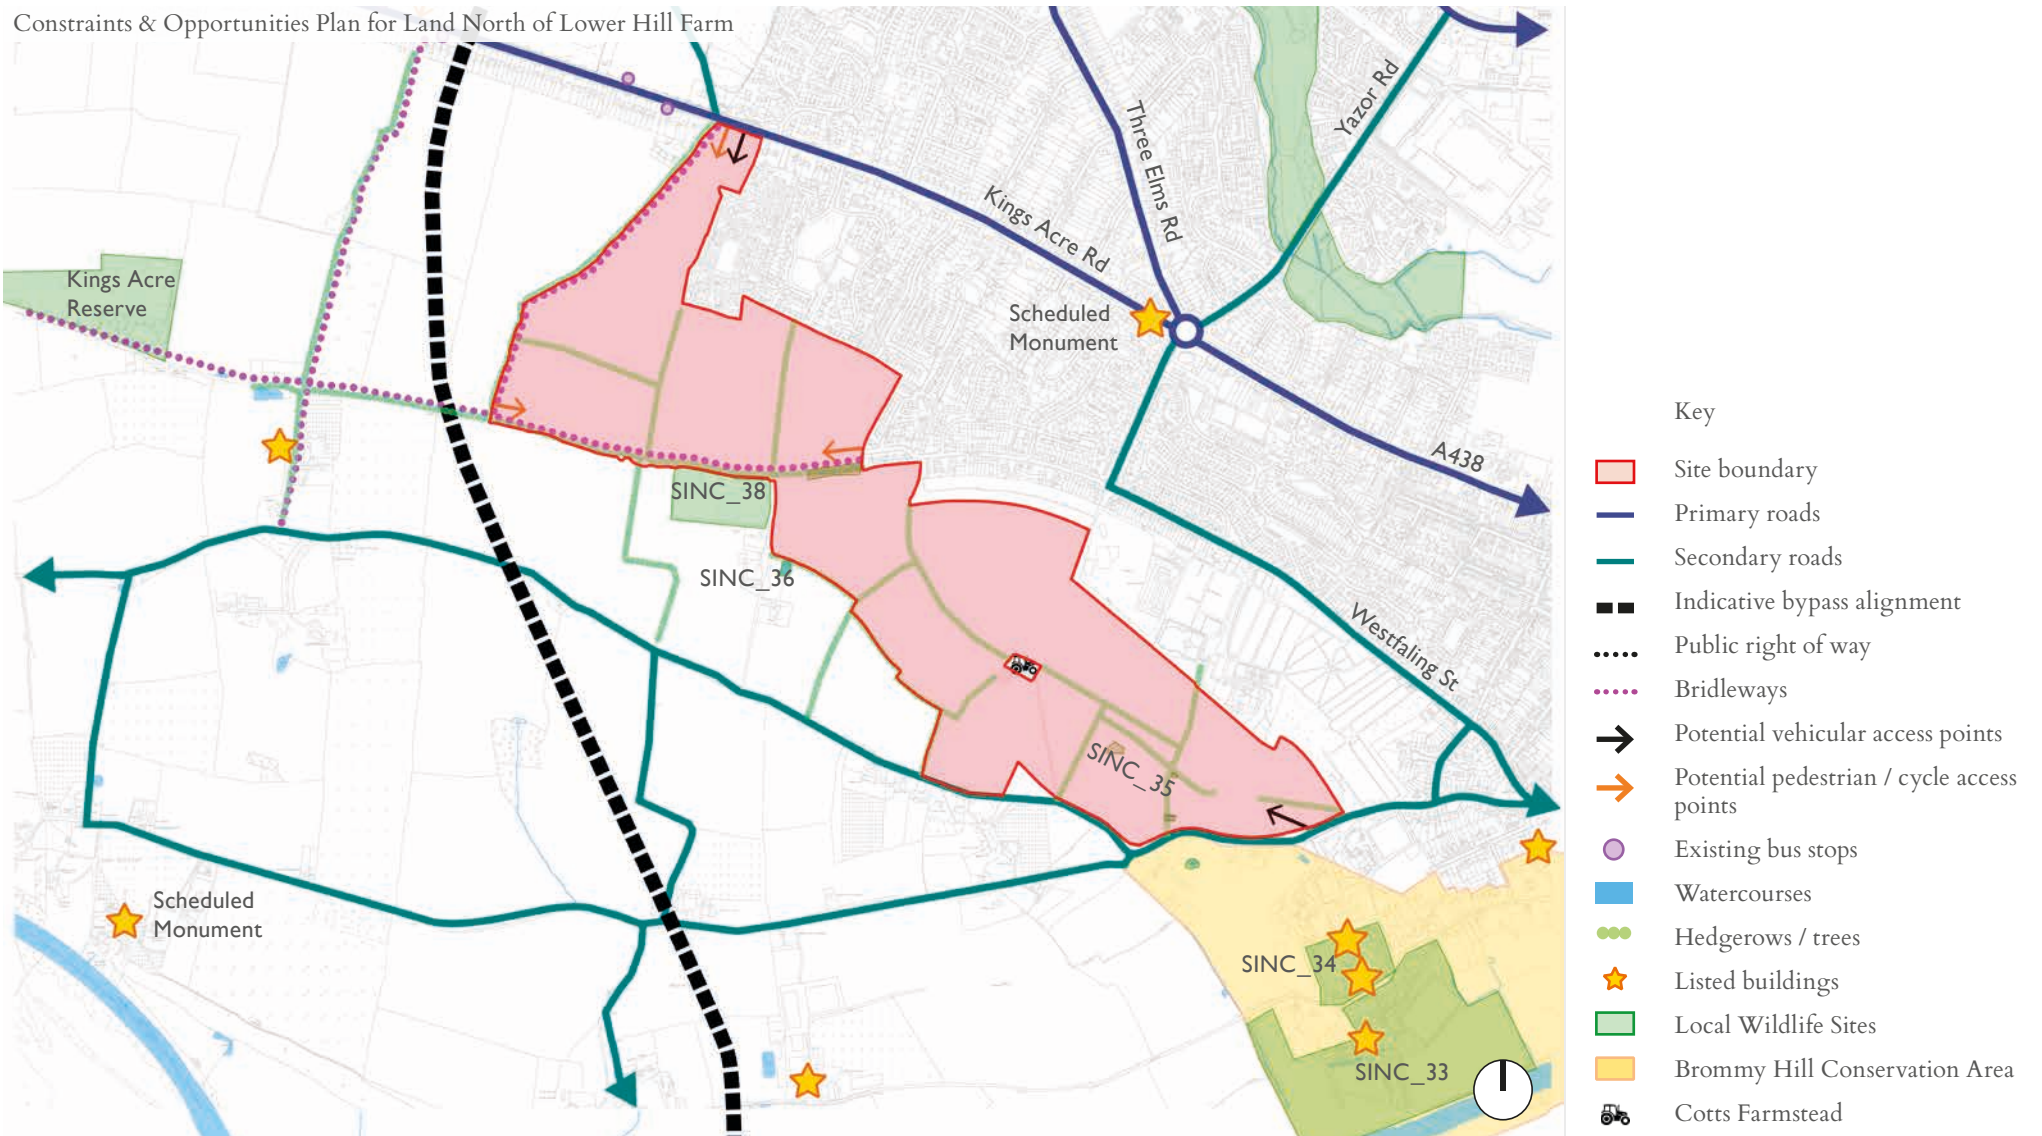 Constraints & Opportunities Plan for Land North of Lower Hill Farm
Yazor Rd
Three Elms Rd
Kings Acre Rd
Kings Acre
Reserve
Scheduled
Monument
A438
SINC_38
SINC_36
Westfaling St
SINC_35
Scheduled
Monument
SINC_34
SINC_33
Key
Site boundary
Primary roads
Secondary roads
Indicative bypass alignment
Public right of way
Bridleways
Potential vehicular access points
Potential pedestrian / cycle access
points
Existing bus stops
Watercourses
Hedgerows / trees
Listed buildings
Local Wildlife Sites
Brommy Hill Conservation Area
Cotts Farmstead